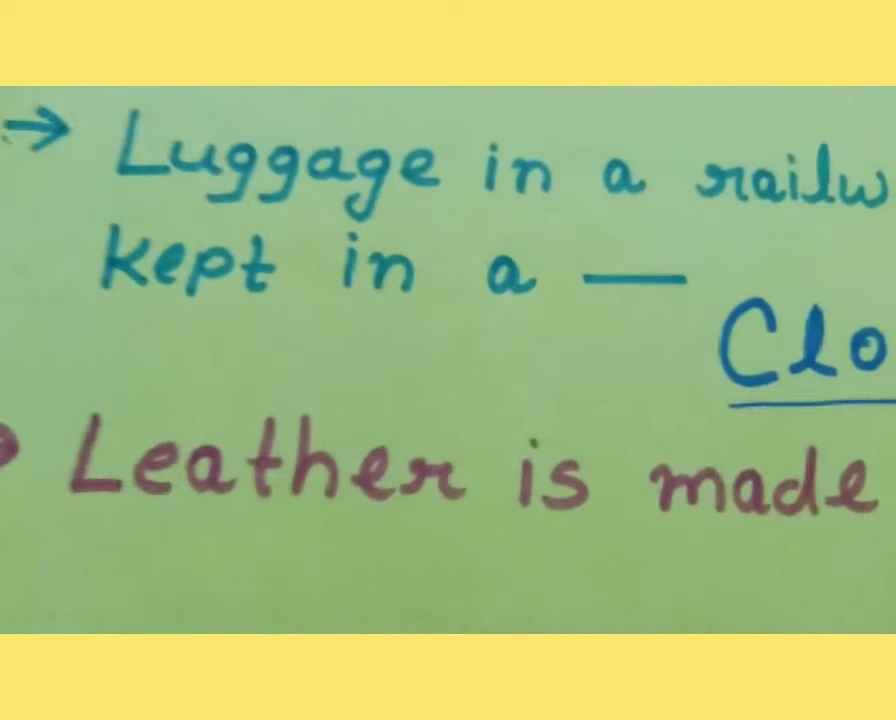 → Luggage in a railw
kept in a —
Clo
Leather is made